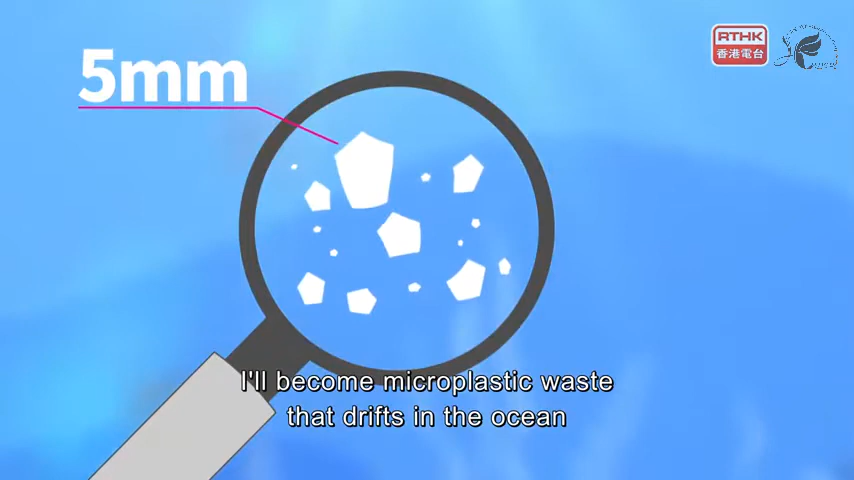 5mm
RTHK
香港電台
I'll become microplastic waste
that drifts in the ocean